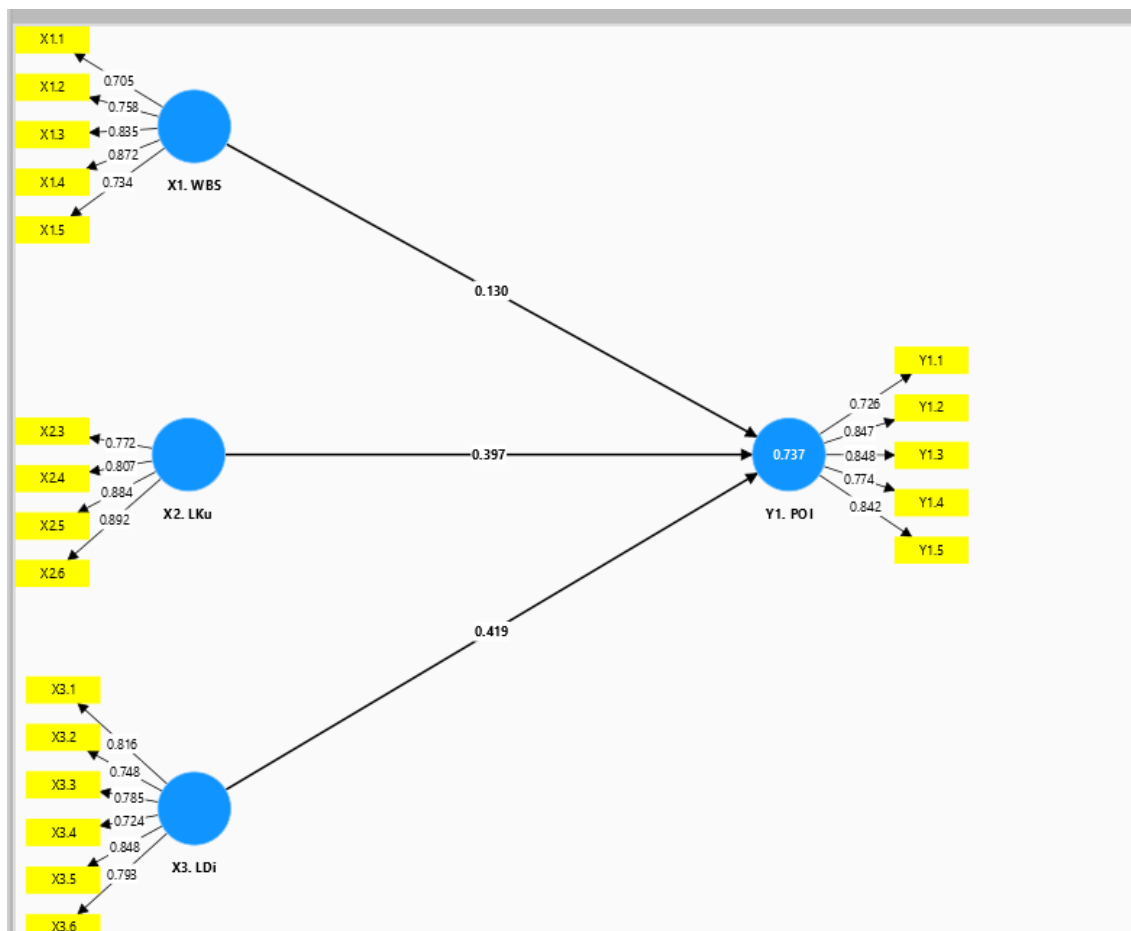 X1.1
X1.2
X1.3
X1.4
X1.5
0.705
0.758
0.835
0.872
0.734
X1. WBS
0.130
X2.3
X2.4
X2.5
X2.6
0.772
0.807
0.884
0.892
X2. LKu
0.397
X3.1
X3.2
X3.3
X3.4
X3.5
X3.6
0.816
0.748
0.785
0.724
0.848
0.793
X3. LDi
0.419
0.737
Y1. POI
0.726
0.847
0.848
0.774
0.842
Y1.1
Y1.2
Y1.3
Y1.4
Y1.5